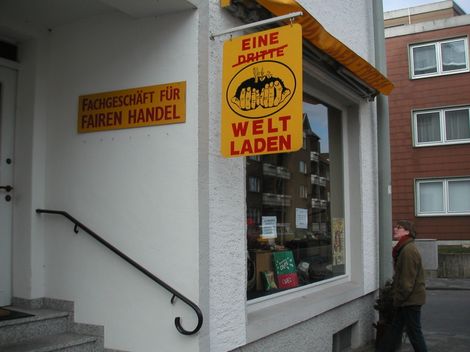 FACHGESCHÄFT FÜR
FAIREN HANDEL
EINE
DRITTE
WELT
LADEN